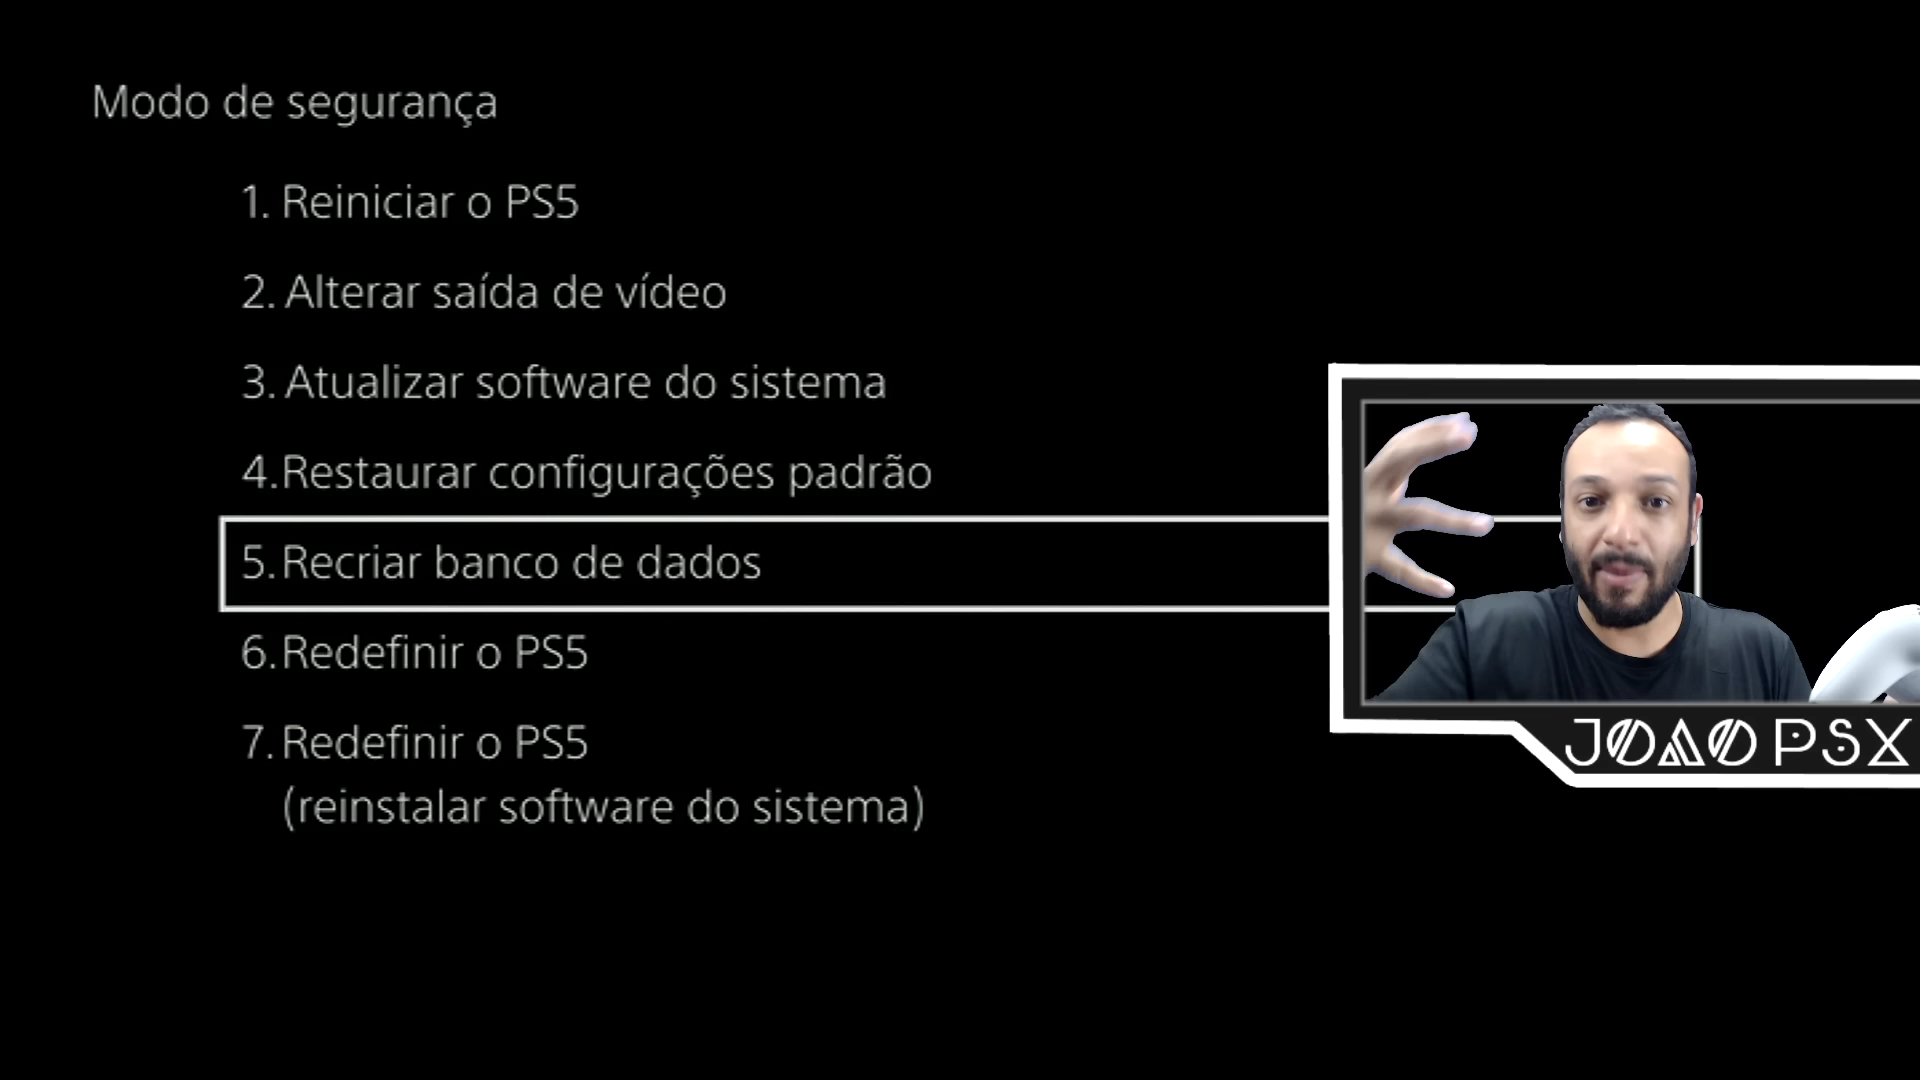 Modo de segurança
1. Reiniciar o PS5
2. Alterar saída de vídeo
3. Atualizar software do sistema
4. Restaurar configurações padrão
5. Recriar banco de dados
6. Redefinir o PS5
7. Redefinir o PS5
(reinstalar software do sistema)
JOAO PSX